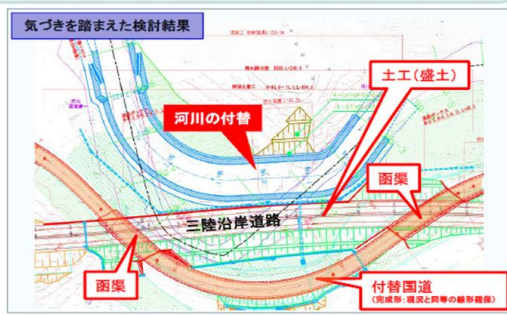 気づきを踏まえた検討結果
土工(盛土)
河川の付替
函渠
三陸沿岸道路
函渠
付替国道
(完成形:現況と同等の線形確保)